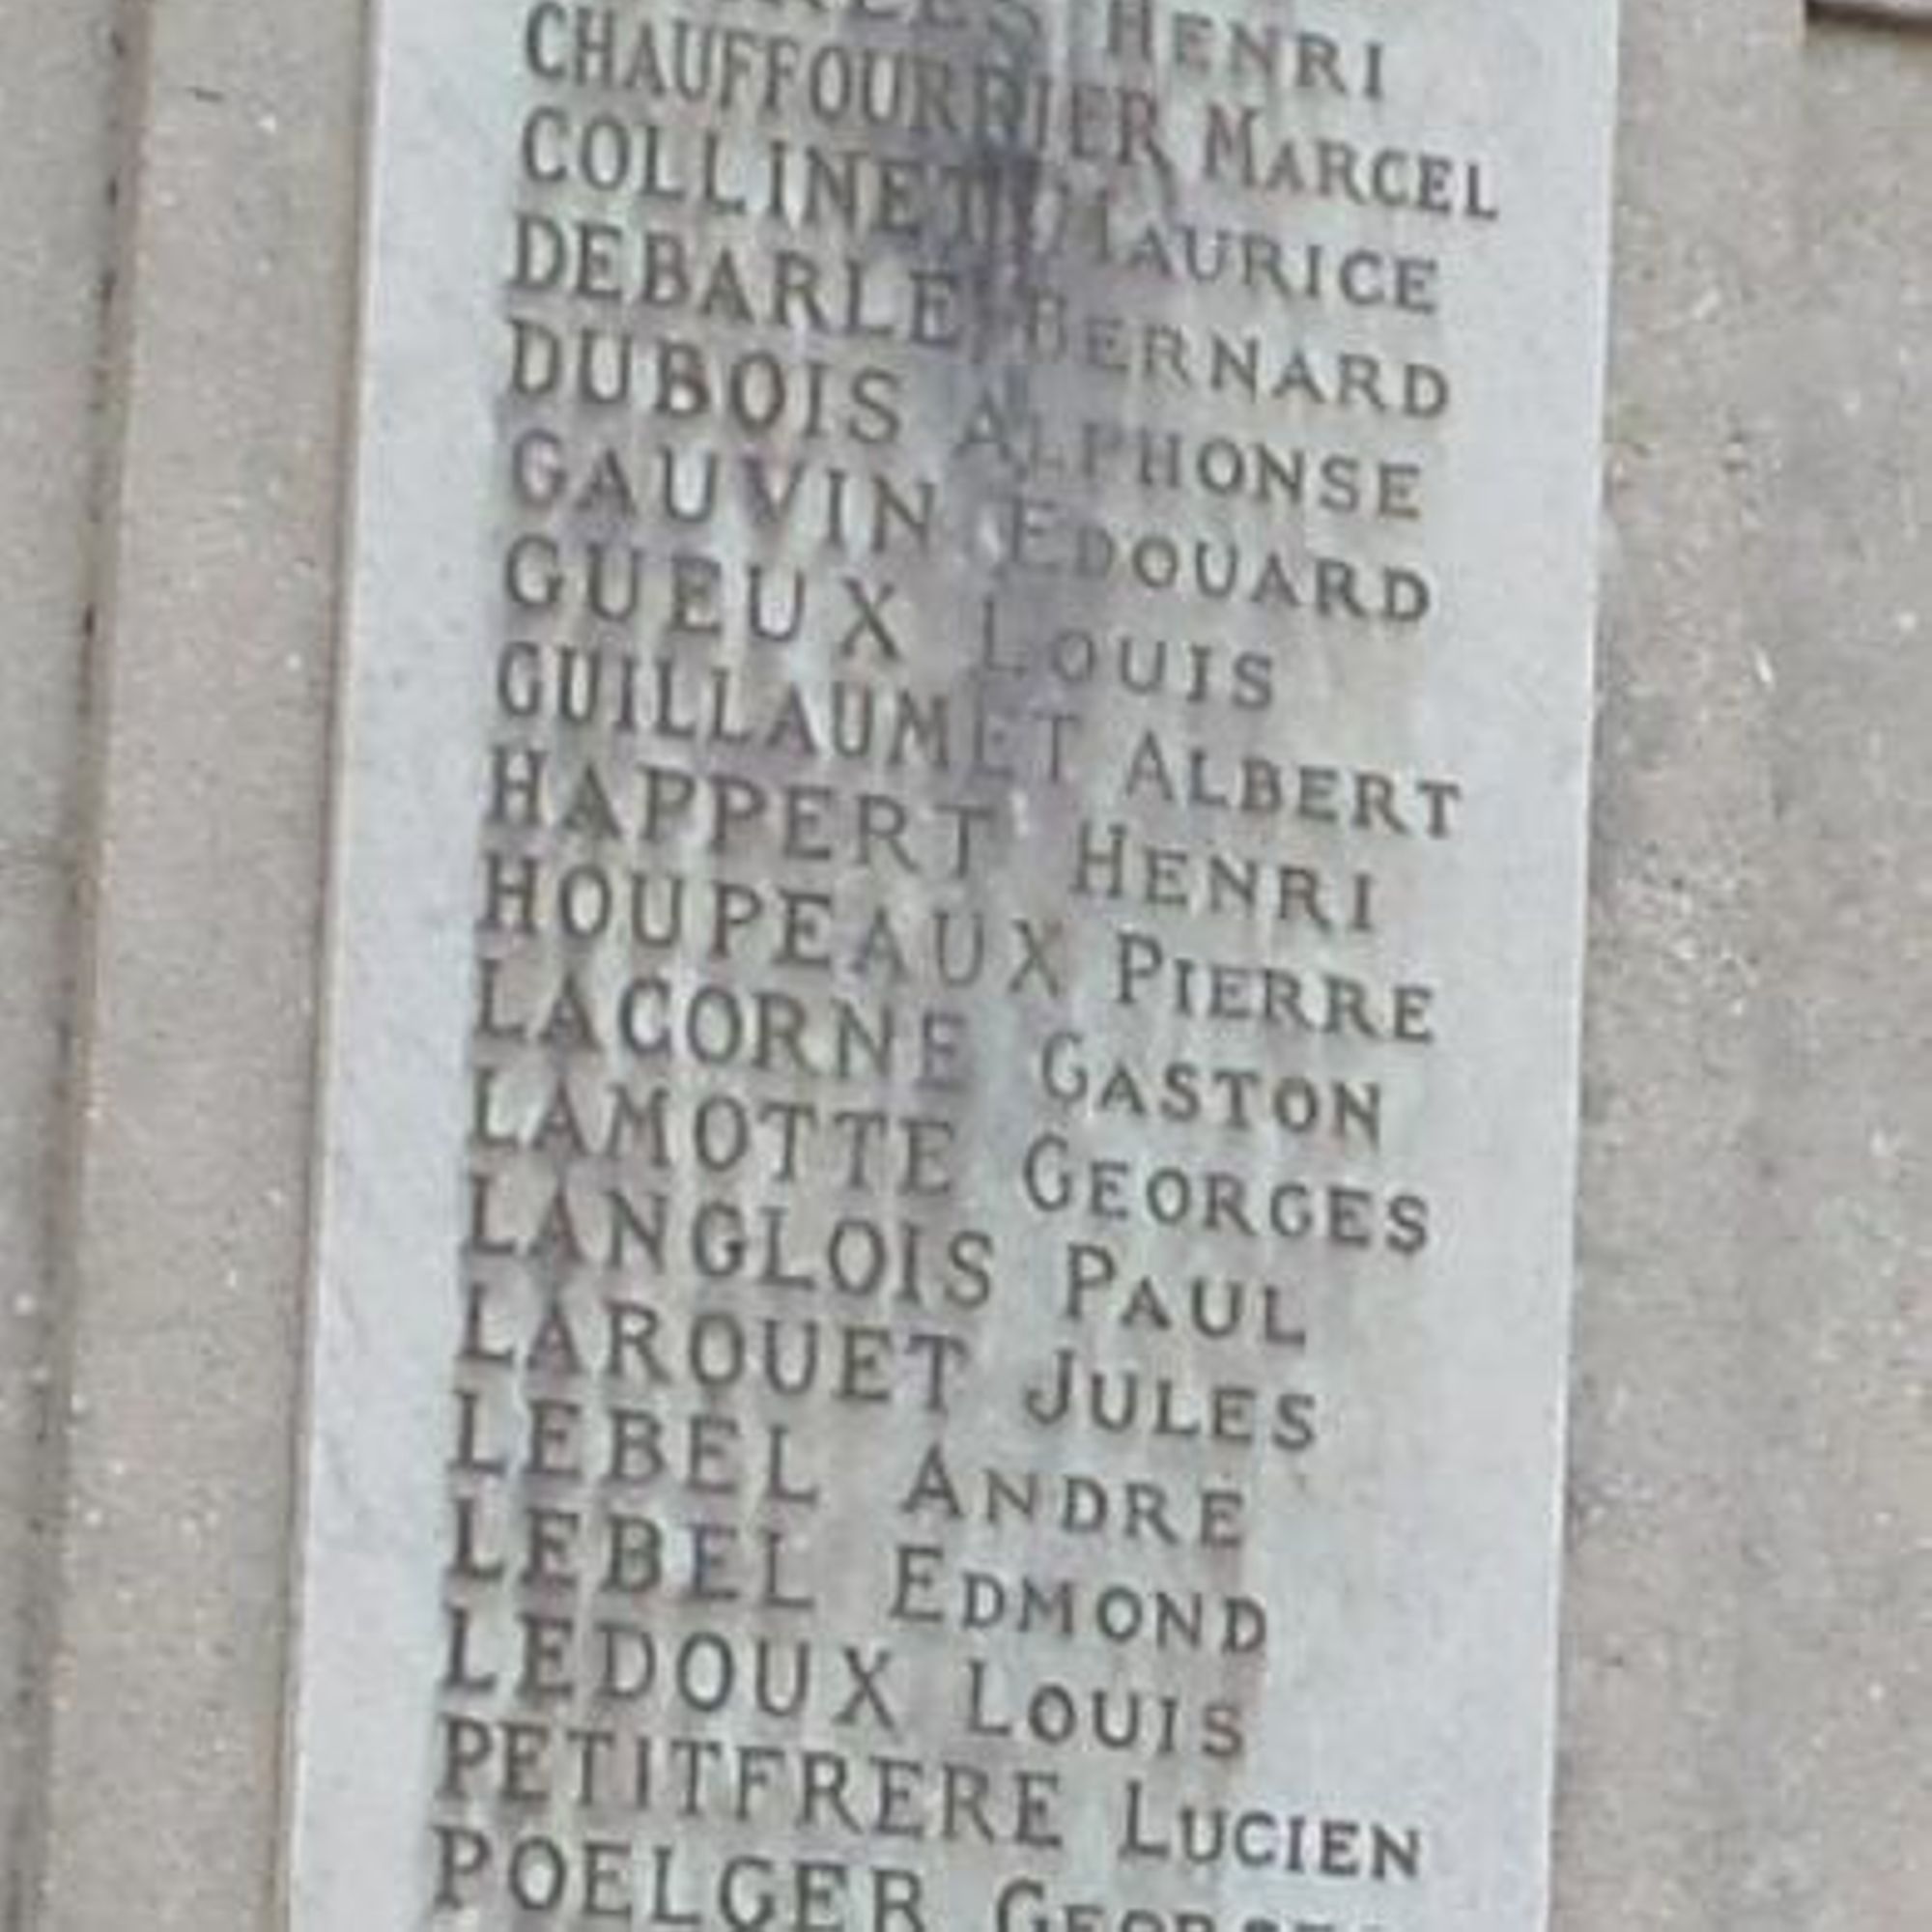 HENRI
CHAUFFOURRIER MARCEL
COLLINET MAURICE
DEBARLE BERNARD
DUBOIS ALPHONSE
GAUVIN EDOUARD
GUEUX LOUIS
GUILLAUMET ALBERT
HAPPERT HENRI
HOUPEAUX PIERRE
LACORNE GASTON
LAMOTTE GEORGES
LANGLOIS PAUL
LAROUET JULES
LEBEL ANDRE
LEBEL EDMOND
LEDOUX LOUIS
PETITFRERE LUCIEN
POELGER GEORGES